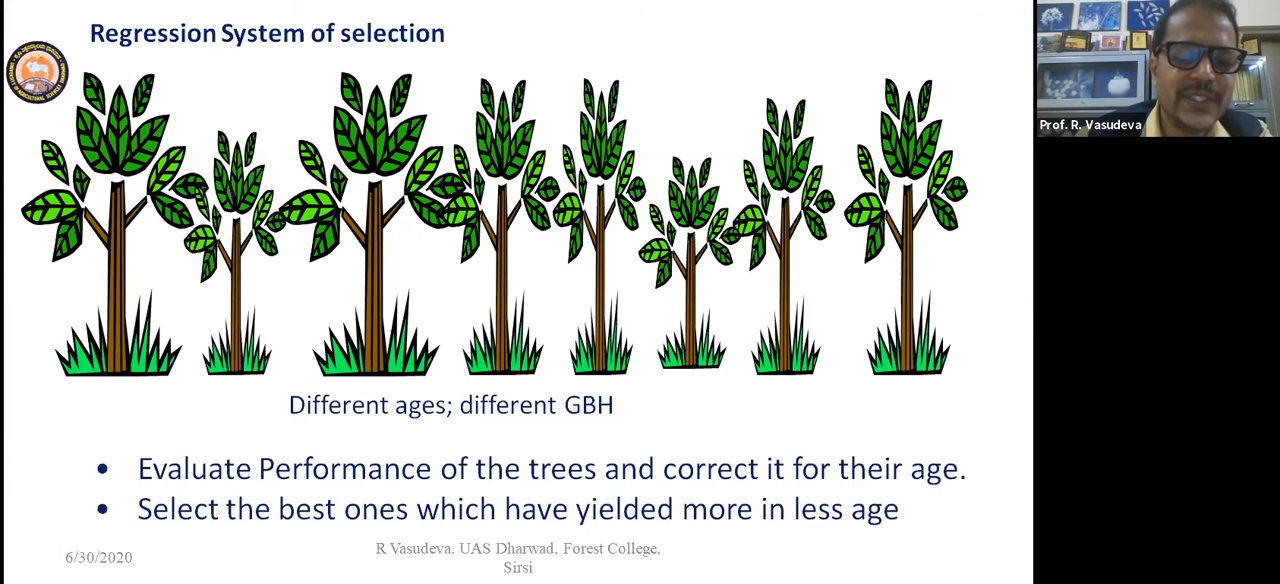 Regression System of selection
Prof. R. Vasudeva
Different ages; different GBH
• Evaluate Performance of the trees and correct it for their age.
• Select the best ones which have yielded more in less age
6/30/2020
R Vasudeva. UAS Dharwad, Forest College,
Sirsi